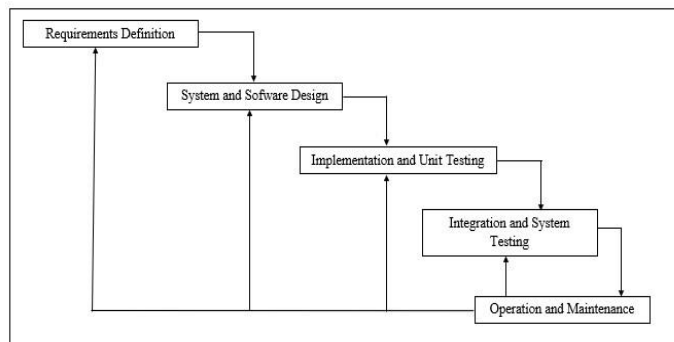 Requirements Definition
System and Sofware Design
Implementation and Unit Testing
Integration and System
Testing
Operation and Maintenance